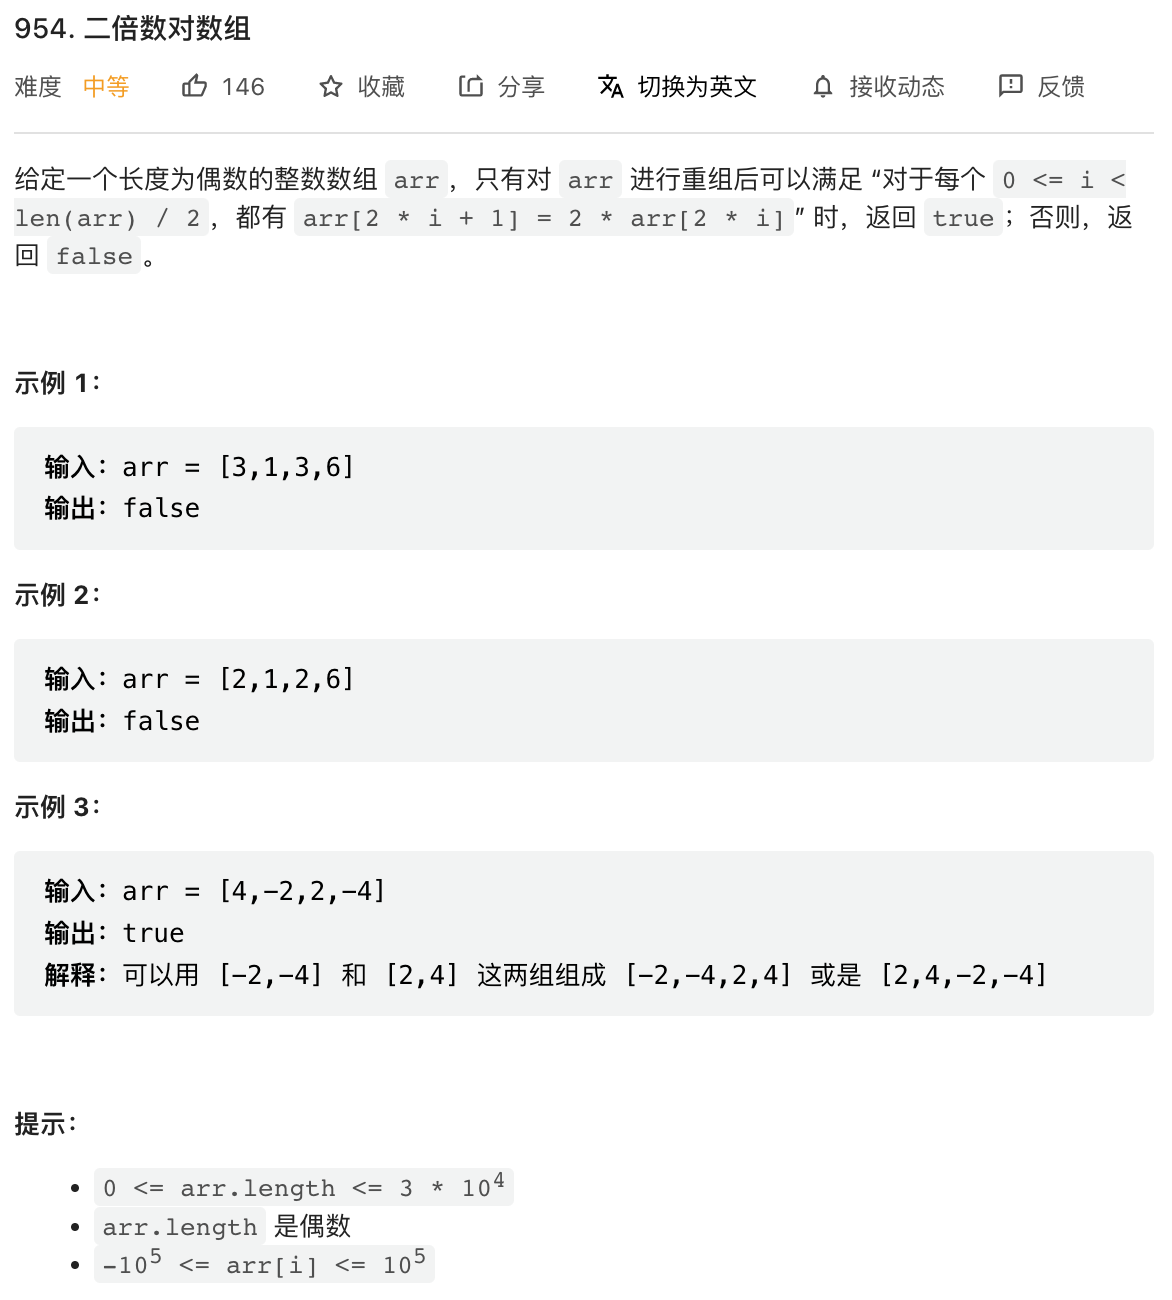 954. 二倍数对数组
难度 中等 146 收藏 分享 切换为英文 接收动态 反馈
给定一个长度为偶数的整数数组 arr，只有对 arr 进行重组后可以满足 “对于每个 0 <= i <
len(arr) / 2，都有 arr[2 * i + 1] = 2 * arr[2 * i]” 时，返回 true；否则，返
回 false。
示例 1：
输入：arr = [3,1,3,6]
输出：false
示例 2：
输入：arr = [2,1,2,6]
输出：false
示例 3：
输入：arr = [4,-2,2,-4]
输出：true
解释：可以用 [-2,-4] 和 [2,4] 这两组组成 [-2,-4,2,4] 或是 [2,4,-2,-4]
提示：
• 0 <= arr.length <= 3 * 10⁴
• arr.length 是偶数
• -10⁵ <= arr[i] <= 10⁵